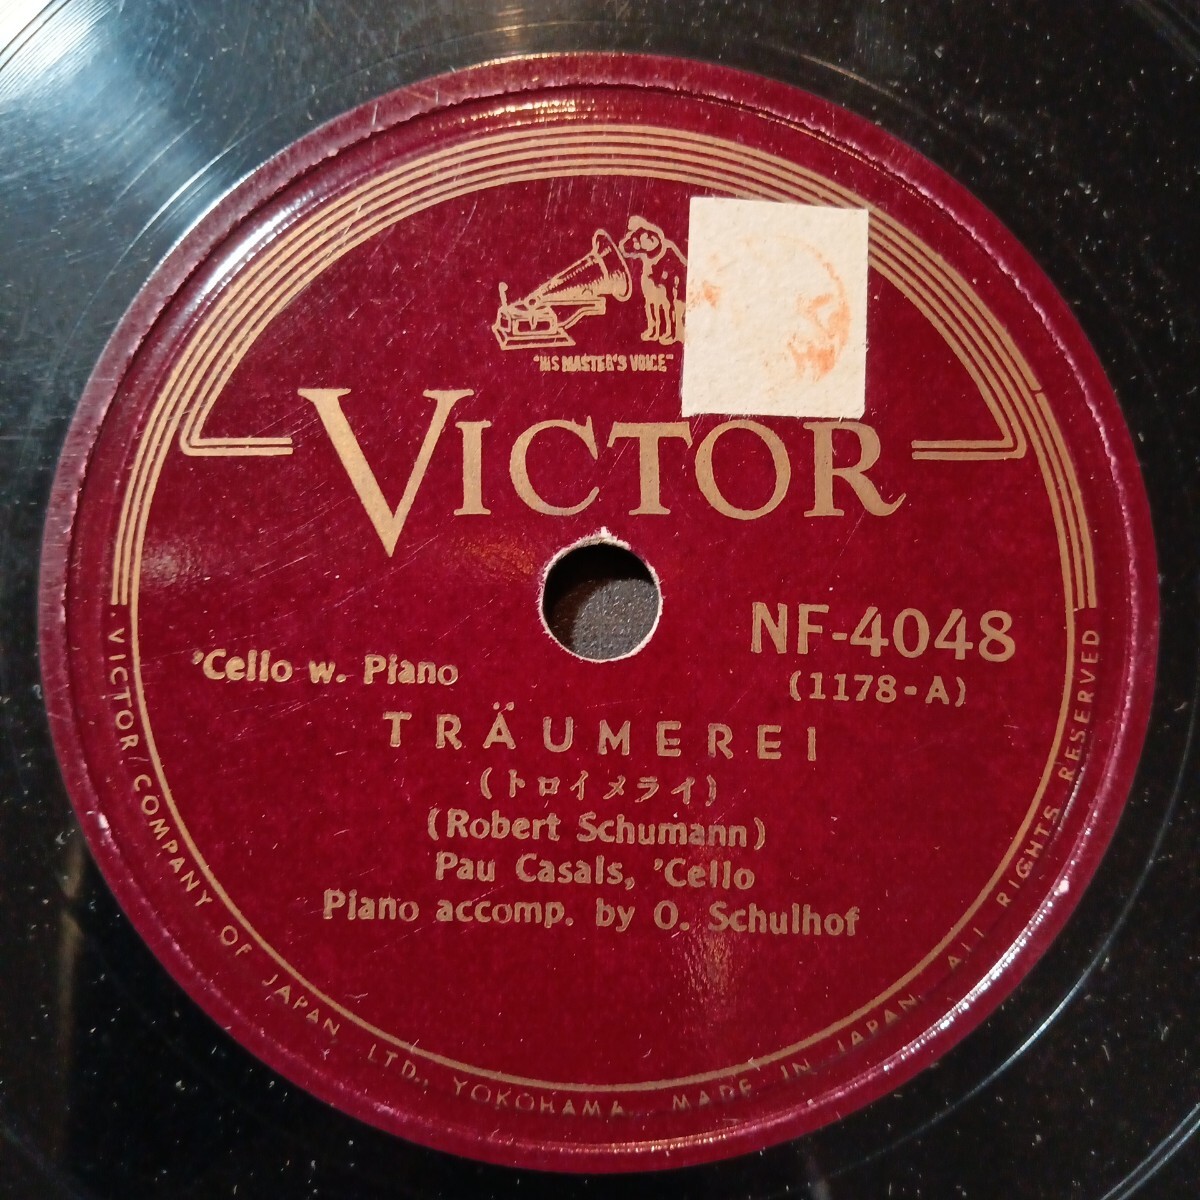 "HIS MASTER'S VOICE"
VICTOR
NF-4048
(1178-A)
'Cello w. Piano
TRÄUMEREI
(トロイメライ)
(Robert Schumann)
Pau Casals, 'Cello
Piano accomp. by O. Schulhof
VICTOR COMPANY OF JAPAN, LTD., YOKOHAMA. MADE IN JAPAN. All RIGHTS RESERVED